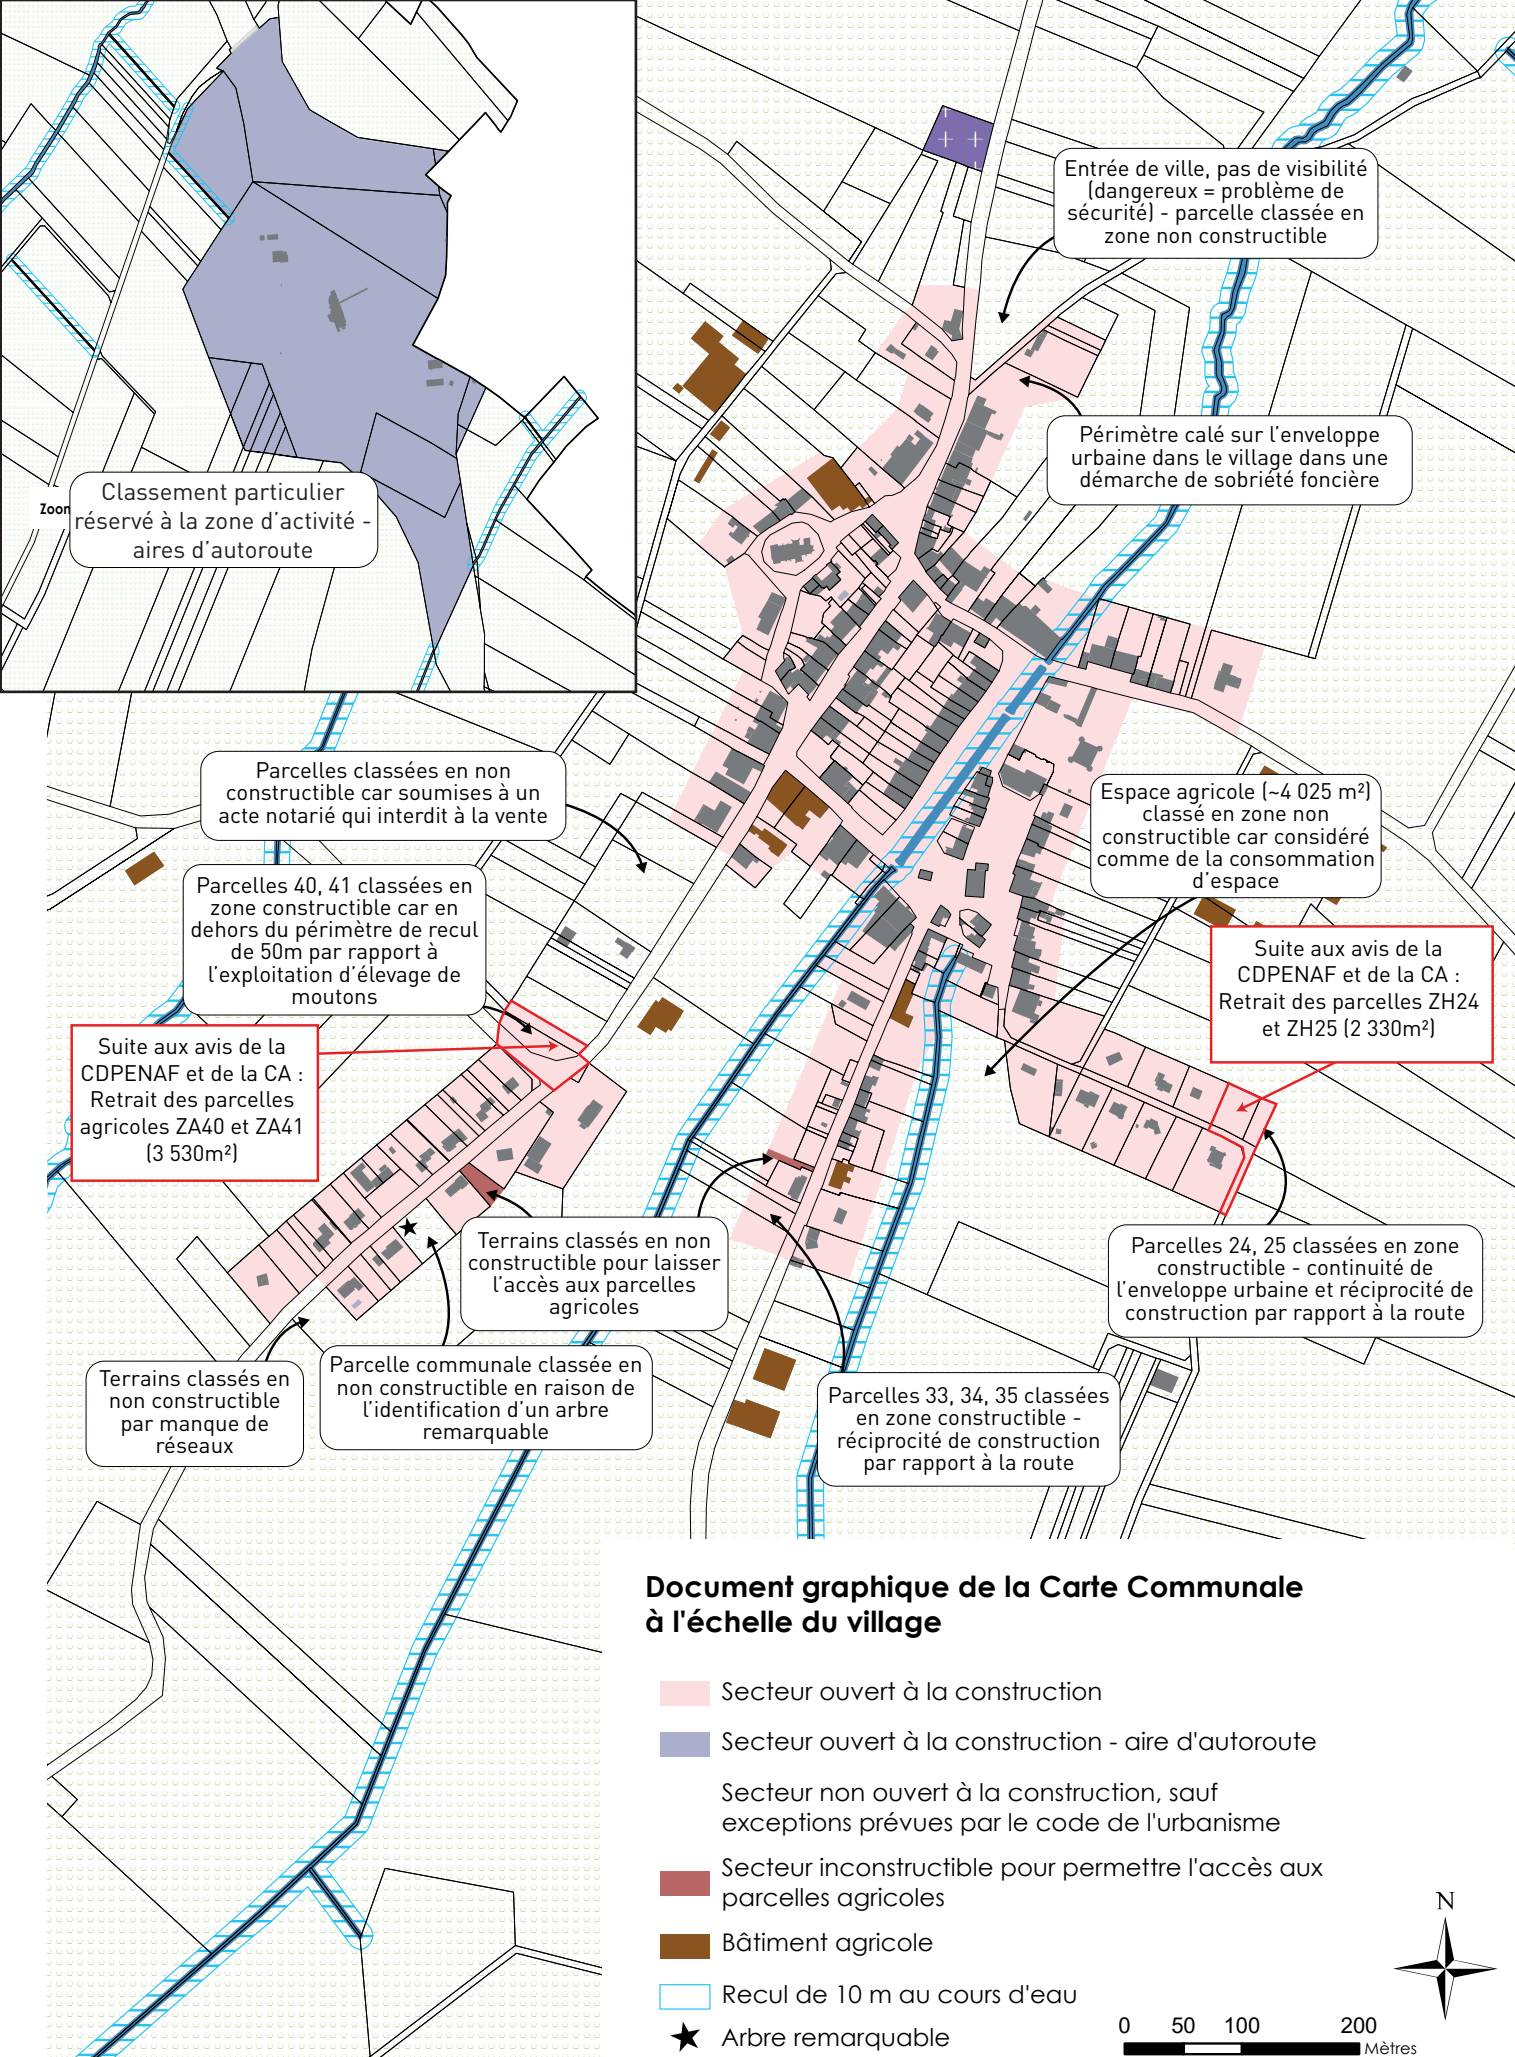 Entrée de ville, pas de visibilité
(dangereux = problème de
sécurité) - parcelle classée en
zone non constructible
Périmètre calé sur l'enveloppe
urbaine dans le village dans une
démarche de sobriété foncière
Zoom
Classement particulier
réservé à la zone d'activité -
aires d'autoroute
Parcelles classées en non
constructible car soumises à un
acte notarié qui interdit à la vente
Espace agricole (~4 025 m²)
classé en zone non
constructible car considéré
comme de la consommation
d'espace
Parcelles 40, 41 classées en
zone constructible car en
dehors du périmètre de recul
de 50m par rapport à
l'exploitation d'élevage de
moutons
Suite aux avis de la
CDPENAF et de la CA :
Retrait des parcelles ZH24
et ZH25 (2 330m²)
Suite aux avis de la
CDPENAF et de la CA :
Retrait des parcelles
agricoles ZA40 et ZA41
(3 530m²)
Terrains classés en non
constructible pour laisser
l'accès aux parcelles
agricoles
Parcelles 24, 25 classées en zone
constructible - continuité de
l'enveloppe urbaine et réciprocité de
construction par rapport à la route
Terrains classés en
non constructible
par manque de
réseaux
Parcelle communale classée en
non constructible en raison de
l'identification d'un arbre
remarquable
Parcelles 33, 34, 35 classées
en zone constructible -
réciprocité de construction
par rapport à la route
Document graphique de la Carte Communale
à l'échelle du village
Secteur ouvert à la construction
Secteur ouvert à la construction - aire d'autoroute
Secteur non ouvert à la construction, sauf
exceptions prévues par le code de l'urbanisme
Secteur inconstructible pour permettre l'accès aux
parcelles agricoles
Bâtiment agricole
Recul de 10 m au cours d'eau
Arbre remarquable
N
0 50 100 200
Mètres